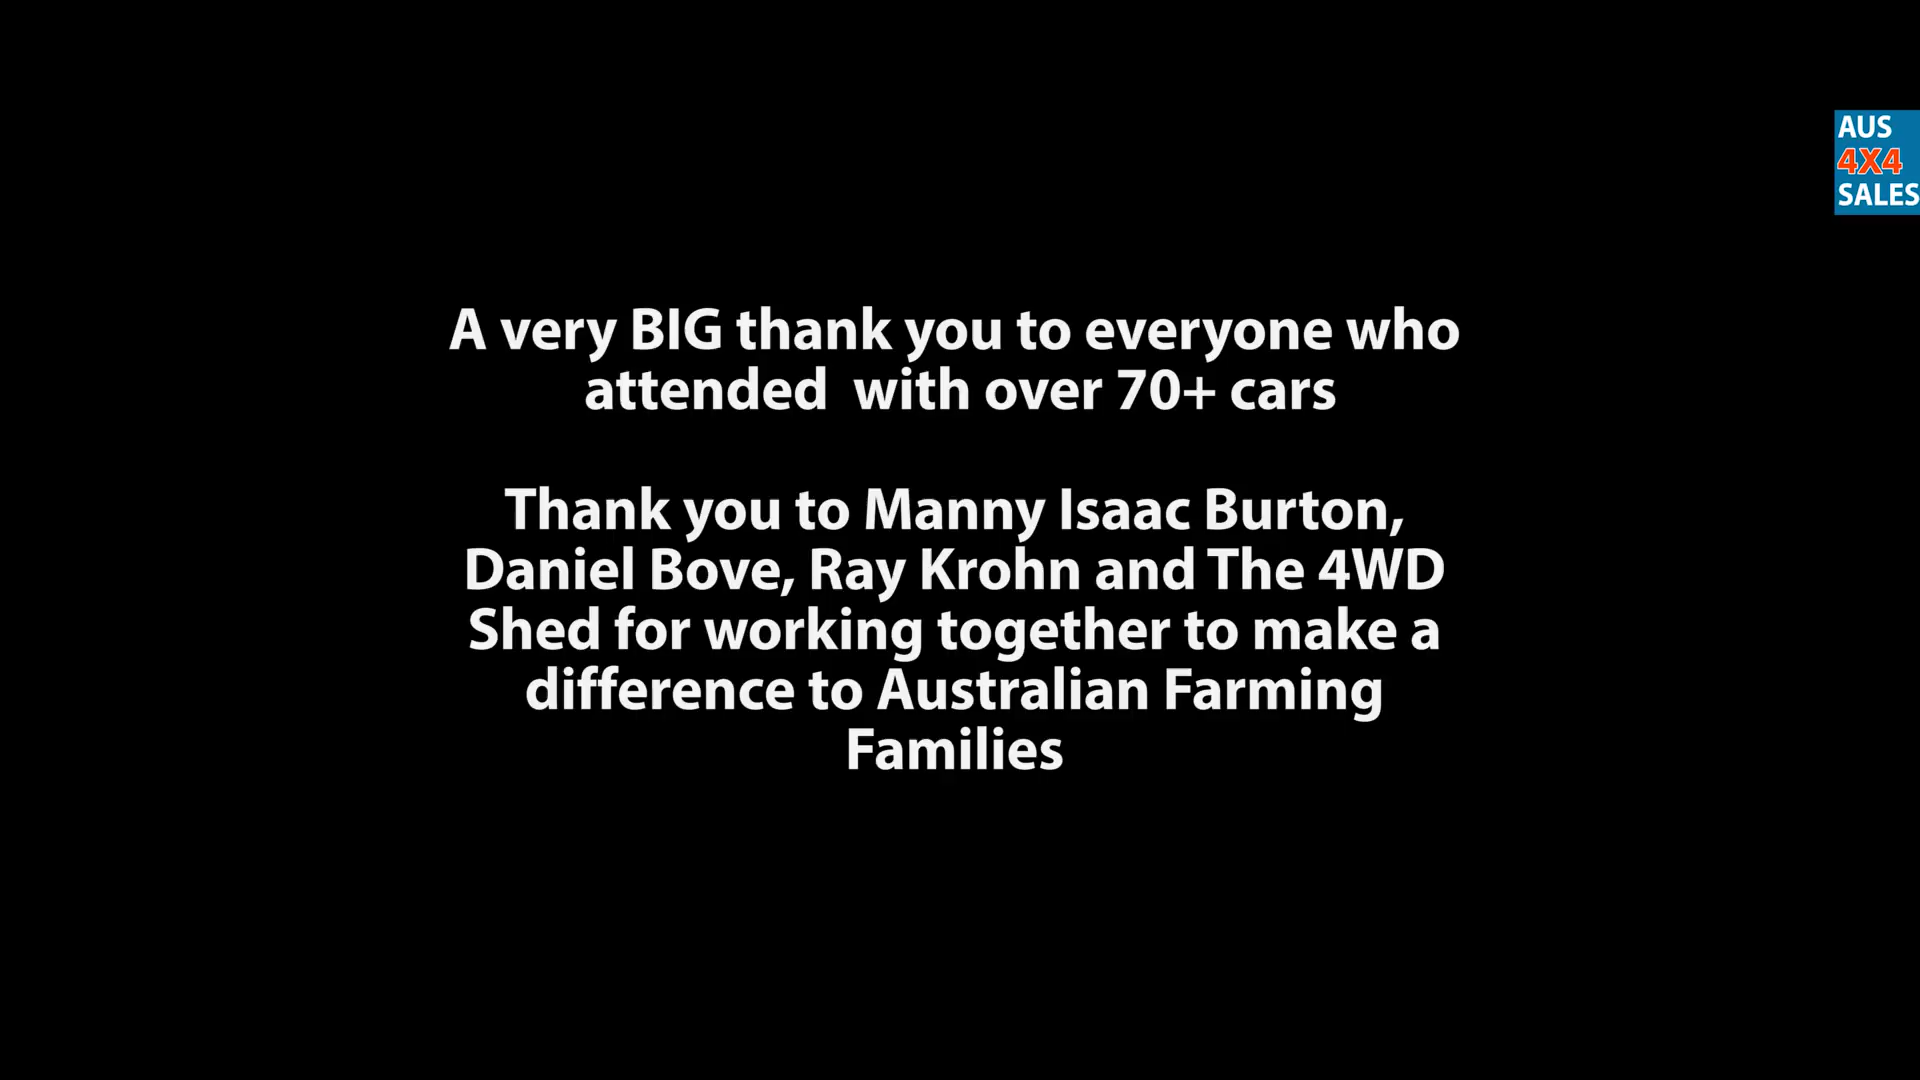 AUS
4X4
SALES
A very BIG thank you to everyone who
attended  with over 70+ cars
Thank you to Manny Isaac Burton,
Daniel Bove, Ray Krohn and The 4WD
Shed for working together to make a
difference to Australian Farming
Families